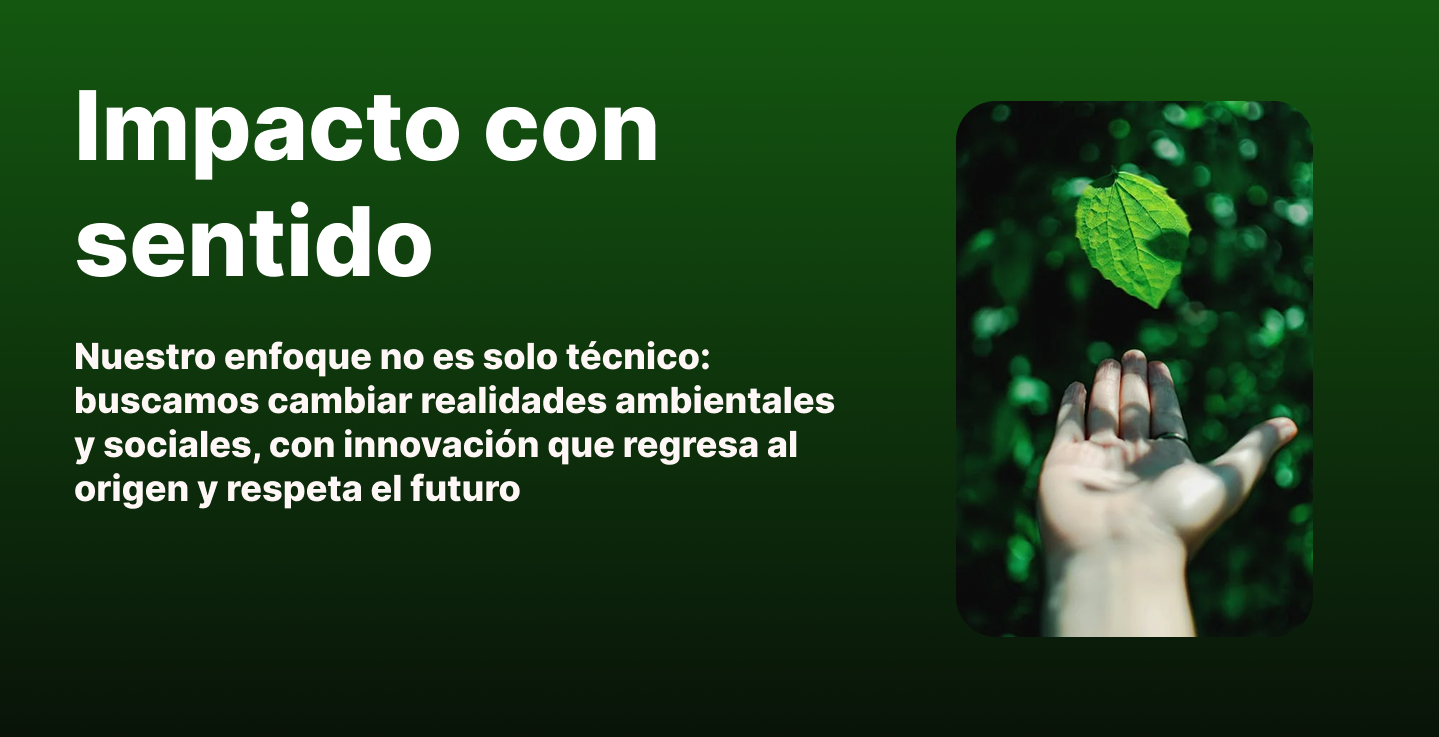 Impacto con
sentido
Nuestro enfoque no es solo técnico:
buscamos cambiar realidades ambientales
y sociales, con innovación que regresa al
origen y respeta el futuro